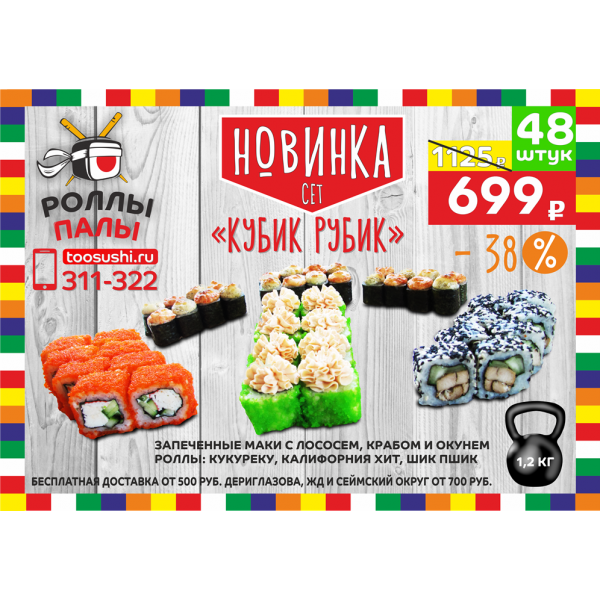 РОЛЛЫ
ПАЛЫ
toosushi.ru
311-322
НОВИНКА
СЕТ
«КУБИК РУБИК»
1125 ₽
48
ШТУК
699 ₽
- 38 %
ЗАПЕЧЕННЫЕ МАКИ С ЛОСОСЕМ, КРАБОМ И ОКУНЕМ
РОЛЛЫ: КУКУРЕКУ, КАЛИФОРНИЯ ХИТ, ШИК ПШИК
1,2 КГ
БЕСПЛАТНАЯ ДОСТАВКА ОТ 500 РУБ. ДЕРИГЛАЗОВА, ЖД И СЕЙМСКИЙ ОКРУГ ОТ 700 РУБ.